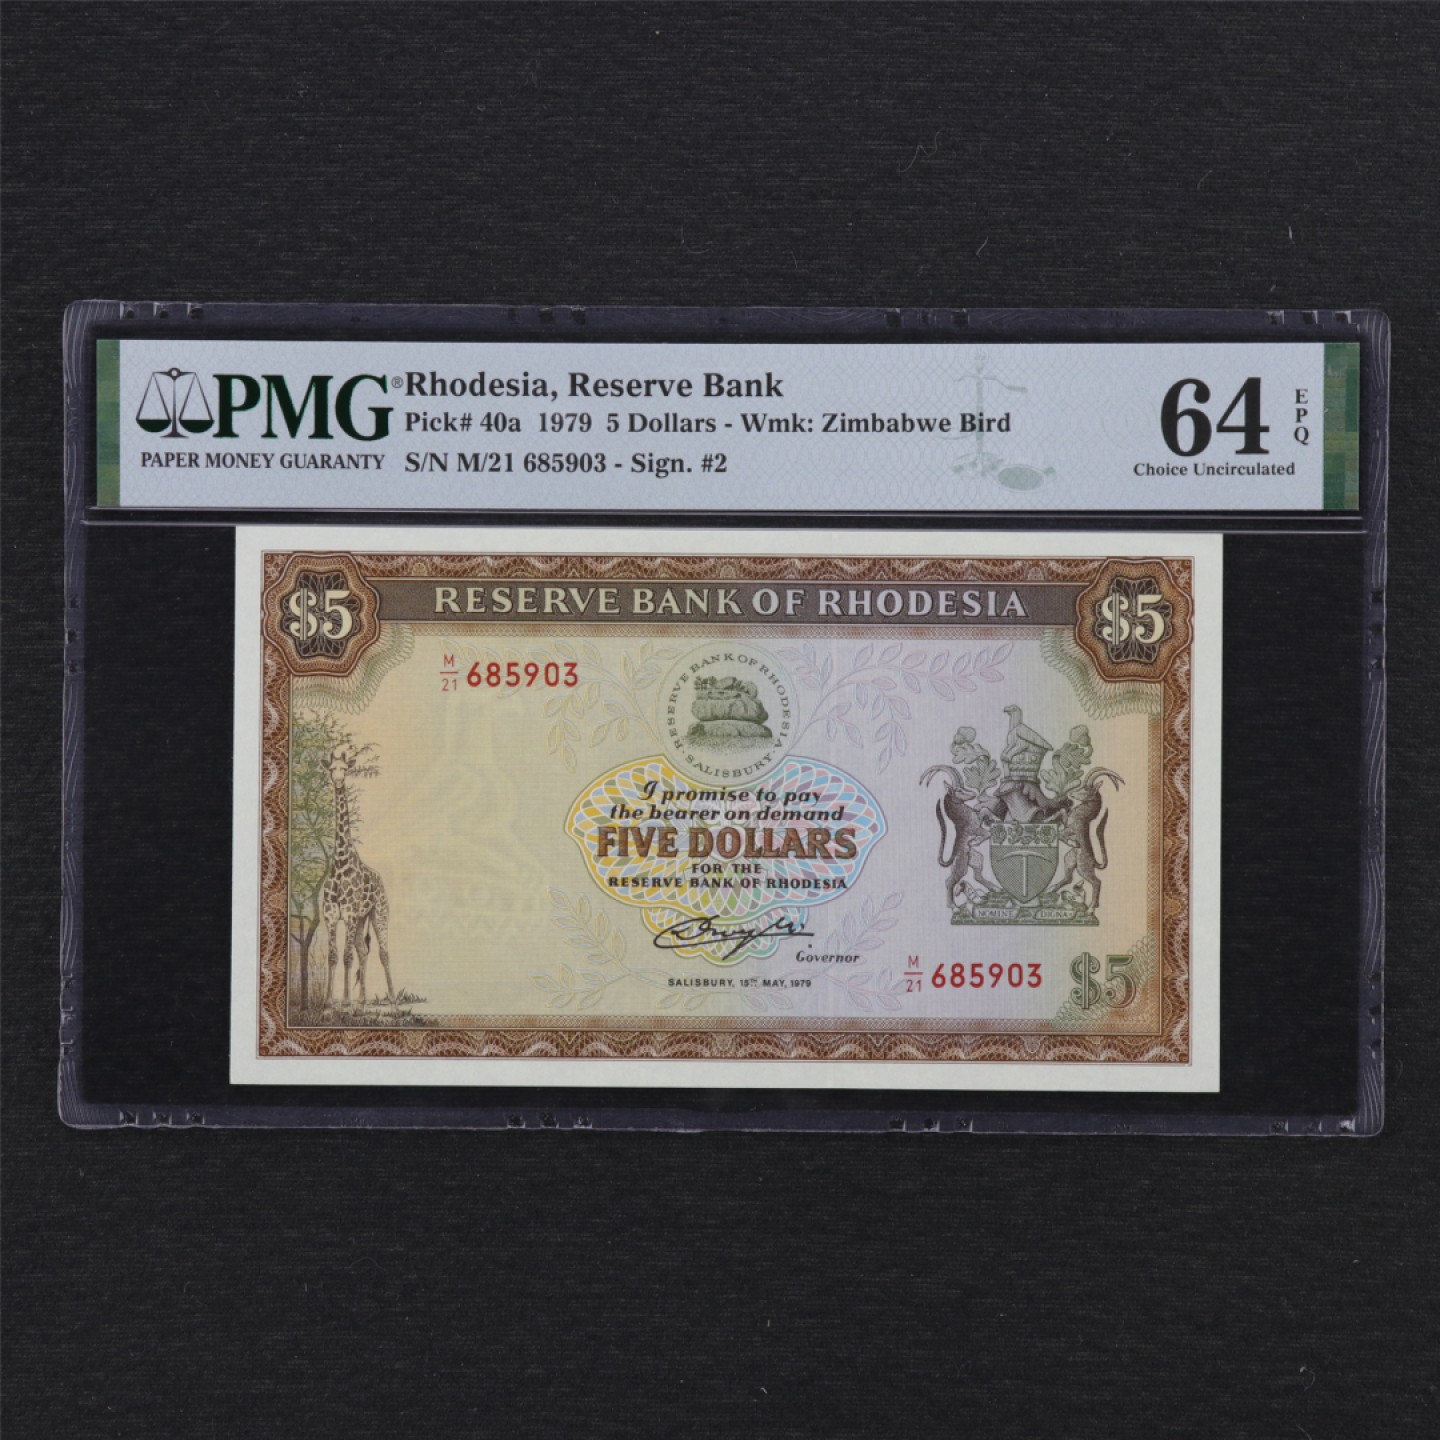 PMG®
PAPER MONEY GUARANTY
Rhodesia, Reserve Bank
Pick# 40a 1979 5 Dollars - Wmk: Zimbabwe Bird
S/N M/21 685903 - Sign. #2
64
EPQ
Choice Uncirculated
$5
RESERVE BANK OF RHODESIA
$5
M/21 685903
RESERVE BANK OF RHODESIA
· SALISBURY ·
I promise to pay
the bearer on demand
FIVE DOLLARS
FOR THE
RESERVE BANK OF RHODESIA
Governor
SALISBURY, 15TH MAY, 1979
SIT NOMINE DIGNA
M/21 685903
$5